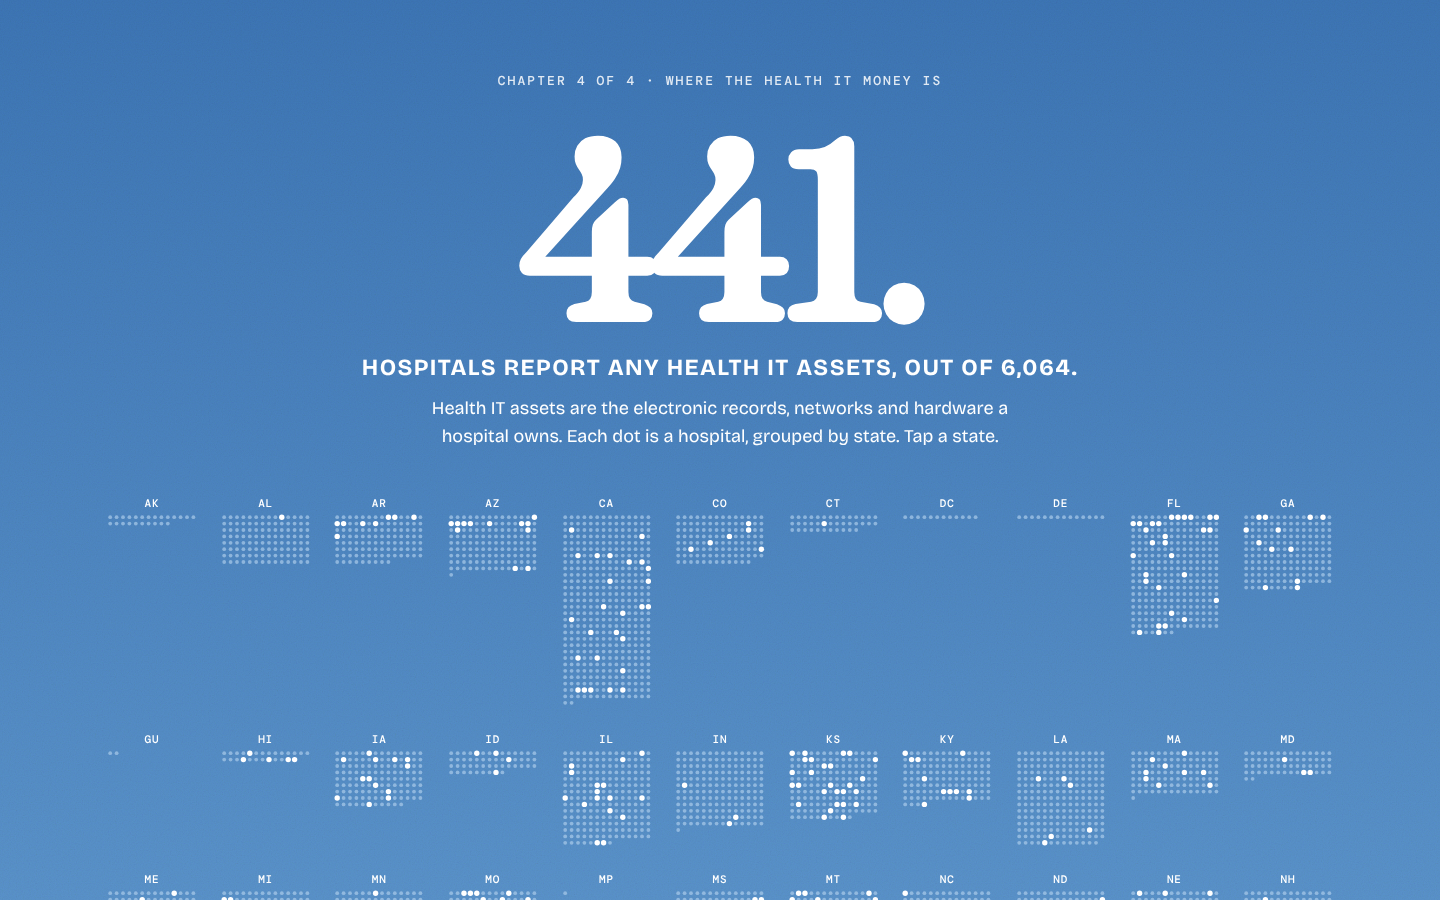 CHAPTER 4 OF 4 · WHERE THE HEALTH IT MONEY IS
441.
HOSPITALS REPORT ANY HEALTH IT ASSETS, OUT OF 6,064.
Health IT assets are the electronic records, networks and hardware a
hospital owns. Each dot is a hospital, grouped by state. Tap a state.
AK AL AR AZ CA CO CT DC DE FL GA
GU HI IA ID IL IN KS KY LA MA MD
ME MI MN MO MP MS MT NC ND NE NH